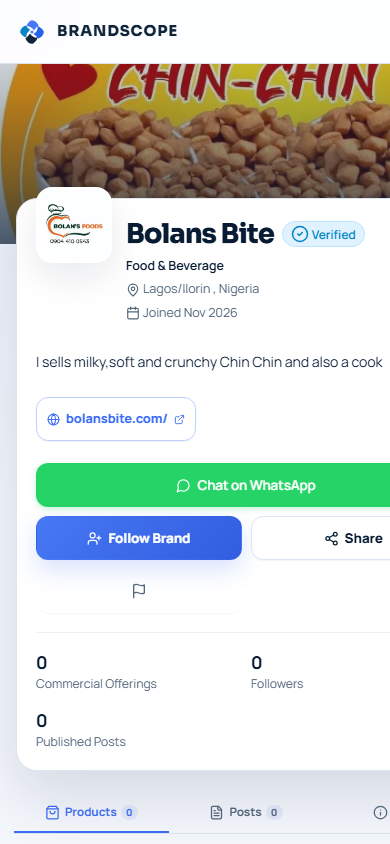 BRANDSCOPE
CHIN-CHIN
BOLAN'S FOODS
0904 410 0543
Bolans Bite
Verified
Food & Beverage
Lagos/Ilorin , Nigeria
Joined Nov 2026
I sells milky,soft and crunchy Chin Chin and also a cook
bolansbite.com/
Chat on WhatsApp
Follow Brand
Share
0
Commercial Offerings
0
Followers
0
Published Posts
Products 0
Posts 0